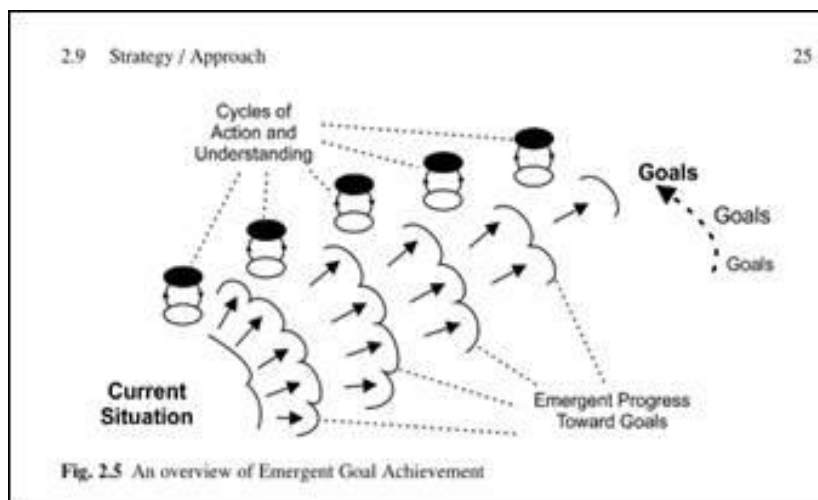 2.9 Strategy / Approach 25
Cycles of
Action and
Understanding
Goals
Goals
Goals
Current
Situation
Emergent Progress
Toward Goals
Fig. 2.5 An overview of Emergent Goal Achievement